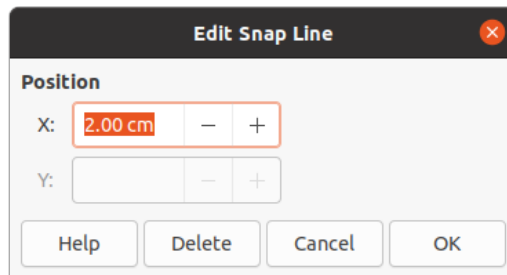 Edit Snap Line
Position
X: 2.00 cm − +
Y: − +
Help Delete Cancel OK